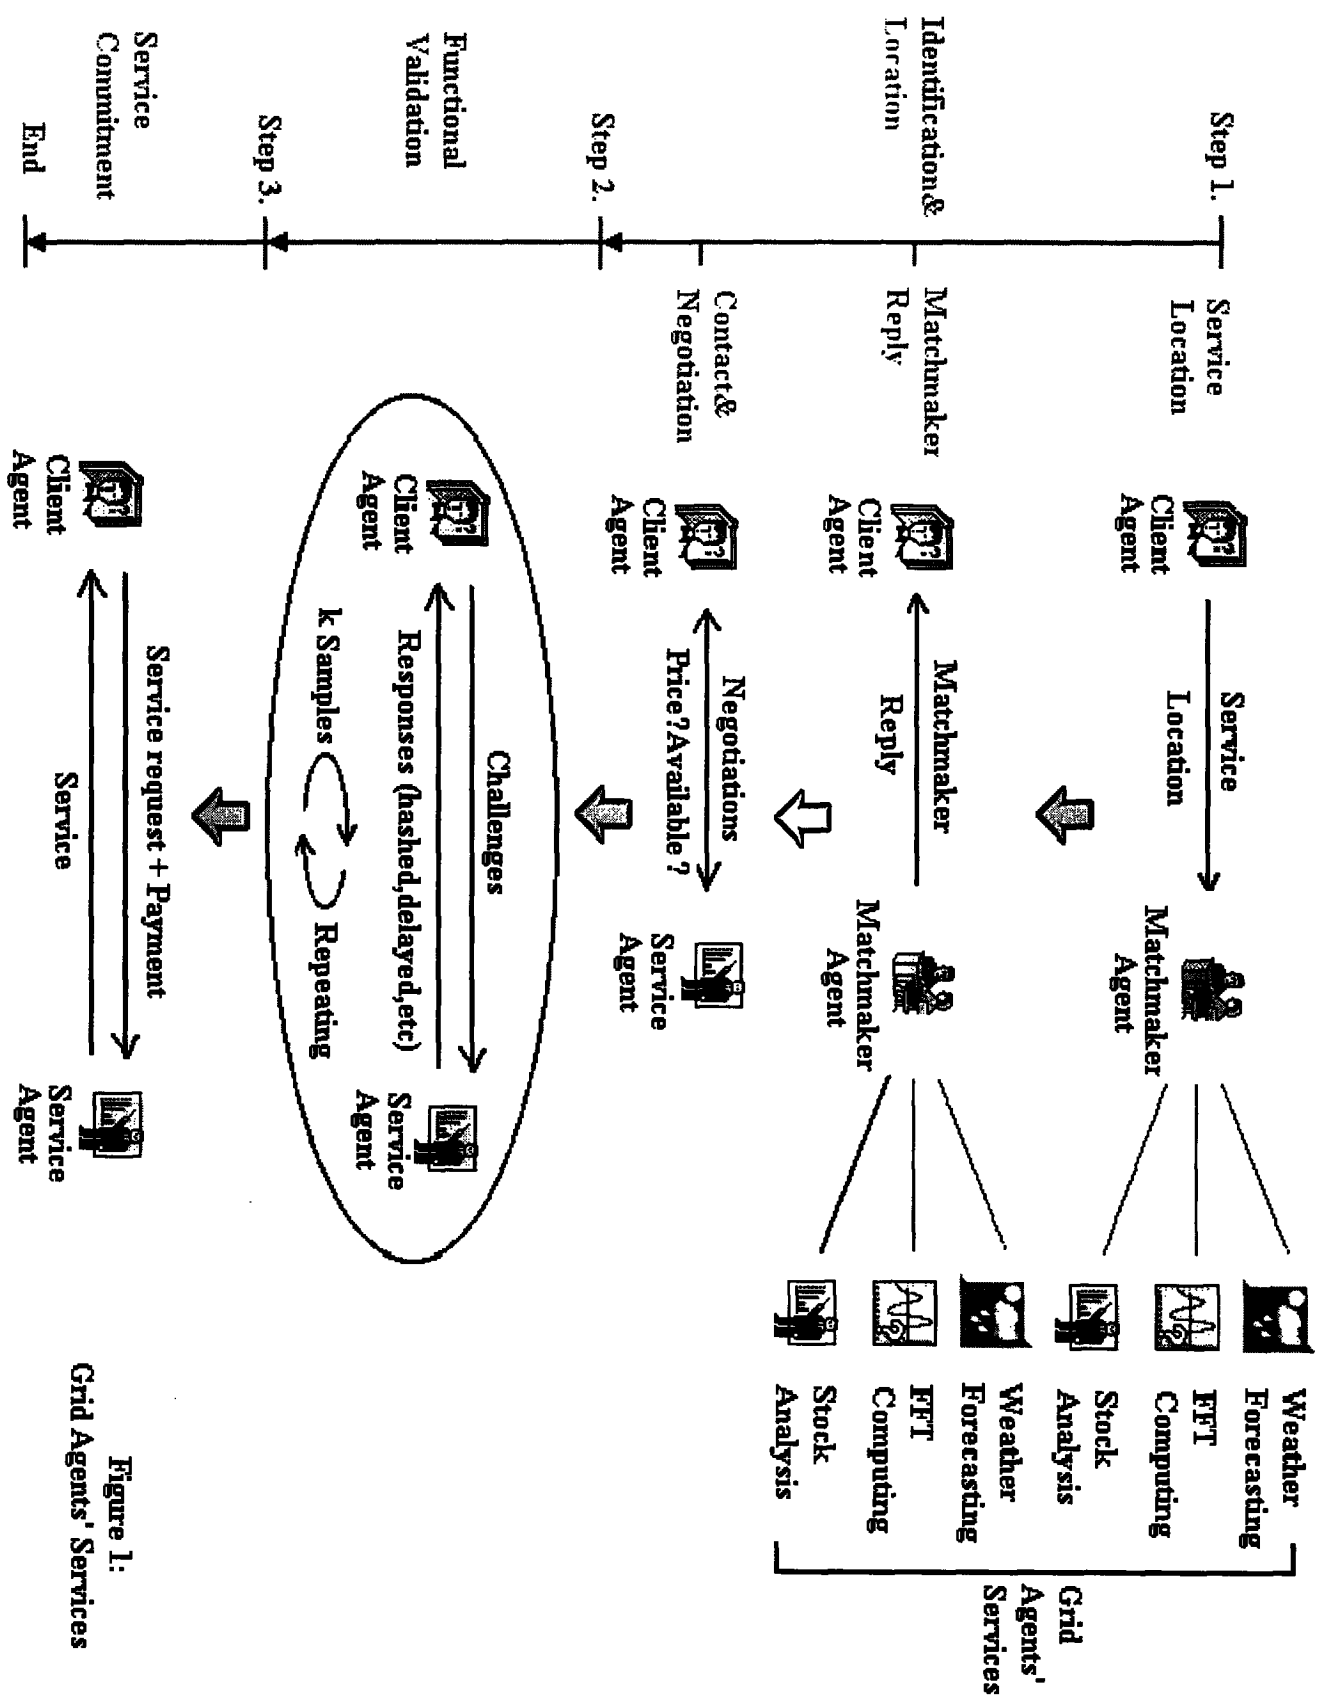 Step 1.
Identification&
Location
Step 2.
Functional
Validation
Step 3.
Service
Commitment
End
Service
Location
Matchmaker
Reply
Contact&
Negotiation
Client
Agent
Service
Location
Matchmaker
Agent
Weather
Forecasting
FFT
Computing
Stock
Analysis
Client
Agent
Matchmaker
Reply
Matchmaker
Agent
Weather
Forecasting
FFT
Computing
Stock
Analysis
Grid
Agents'
Services
Client
Agent
Negotiations
Price?Available ?
Service
Agent
Client
Agent
Challenges
Responses (hashed,delayed,etc)
k Samples
Repeating
Service
Agent
Client
Agent
Service request + Payment
Service
Service
Agent
Figure 1:
Grid Agents' Services